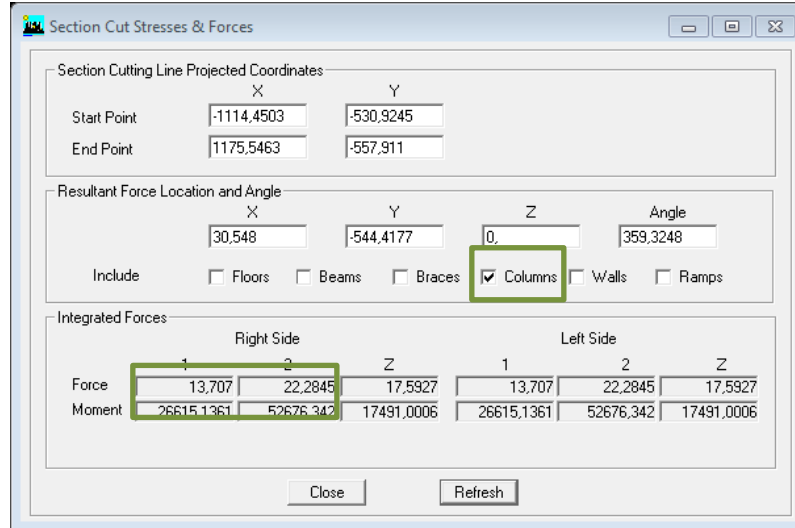 Section Cut Stresses & Forces
Section Cutting Line Projected Coordinates
X Y
Start Point -1114,4503 -530,9245
End Point 1175,5463 -557,911
Resultant Force Location and Angle
X Y Z Angle
30,548 -544,4177 0, 359,3248
Include Floors Beams Braces Columns Walls Ramps
Integrated Forces
Right Side Left Side
1 2 Z 1 2 Z
Force 13,707 22,2845 17,5927 13,707 22,2845 17,5927
Moment 26615,1361 52676,342 17491,0006 26615,1361 52676,342 17491,0006
Close Refresh